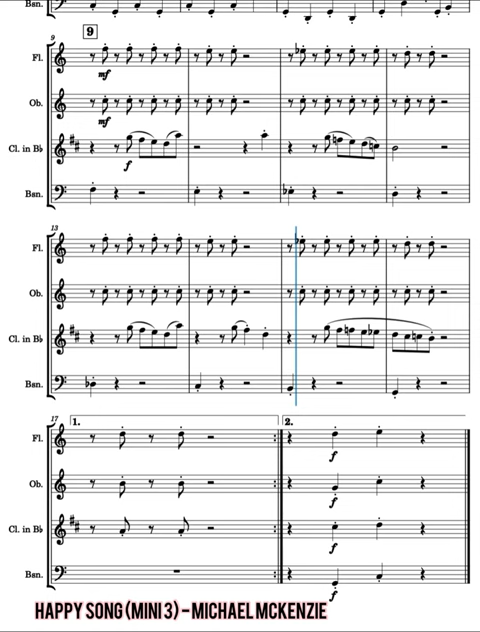 Bsn.
9
9
Fl.
mf
Ob.
mf
Cl. in B♭
f
Bsn.
13
Fl.
Ob.
Cl. in B♭
Bsn.
17
1.
2.
Fl.
f
Ob.
f
Cl. in B♭
f
Bsn.
f
HAPPY SONG (MINI 3) - MICHAEL MCKENZIE